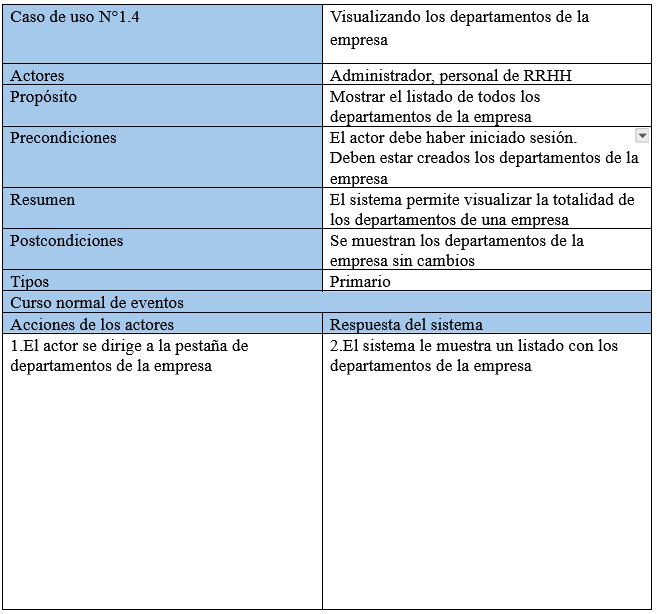 Caso de uso N°1.4
Visualizando los departamentos de la
empresa
Actores
Administrador, personal de RRHH
Propósito
Mostrar el listado de todos los
departamentos de la empresa
Precondiciones
El actor debe haber iniciado sesión.
Deben estar creados los departamentos de la
empresa
Resumen
El sistema permite visualizar la totalidad de
los departamentos de una empresa
Postcondiciones
Se muestran los departamentos de la
empresa sin cambios
Tipos
Primario
Curso normal de eventos
Acciones de los actores
Respuesta del sistema
1.El actor se dirige a la pestaña de
departamentos de la empresa
2.El sistema le muestra un listado con los
departamentos de la empresa